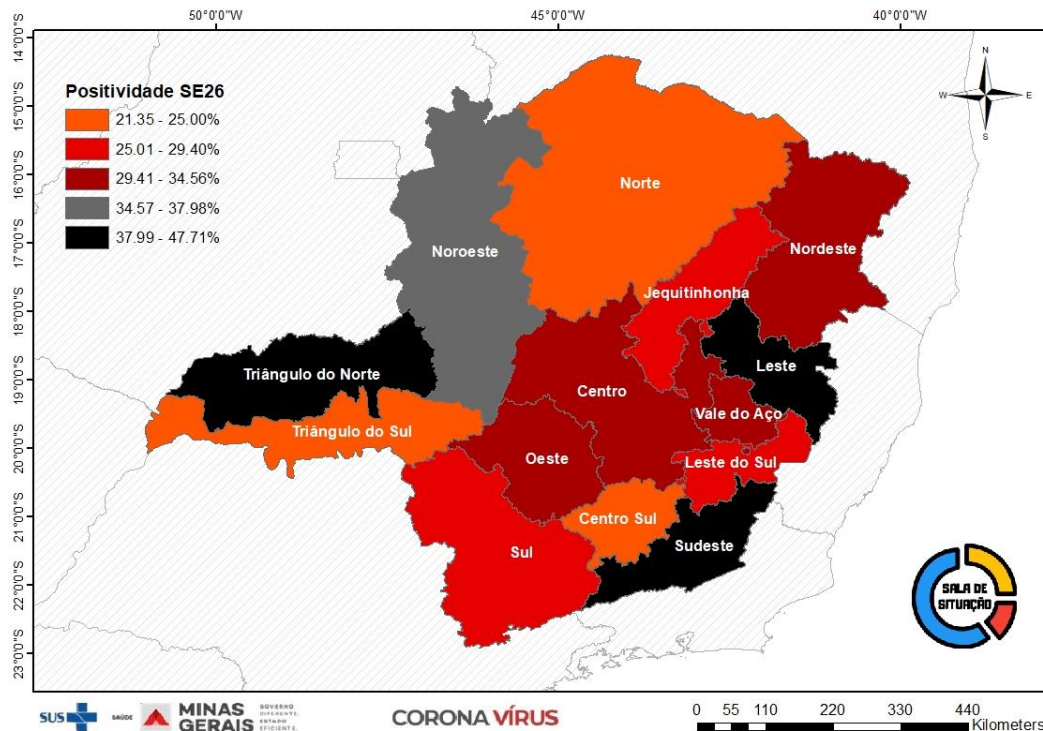 50°0'0"W 45°0'0"W 40°0'0"W
14°0'0"S
15°0'0"S
16°0'0"S
17°0'0"S
18°0'0"S
19°0'0"S
20°0'0"S
21°0'0"S
22°0'0"S
23°0'0"S
N
W E
S
Positividade SE26
21.35 - 25.00%
25.01 - 29.40%
29.41 - 34.56%
34.57 - 37.98%
37.99 - 47.71%
Norte
Noroeste
Nordeste
Jequitinhonha
Triângulo do Norte
Leste
Centro
Vale do Aço
Triângulo do Sul
Oeste
Leste do Sul
Centro Sul
Sudeste
Sul
SALA DE
SITUAÇÃO
SUS
SAÚDE
MINAS
GERAIS
GOVERNO
DIFERENTE.
ESTADO
EFICIENTE.
CORONA VÍRUS
0 55 110 220 330 440
Kilometers